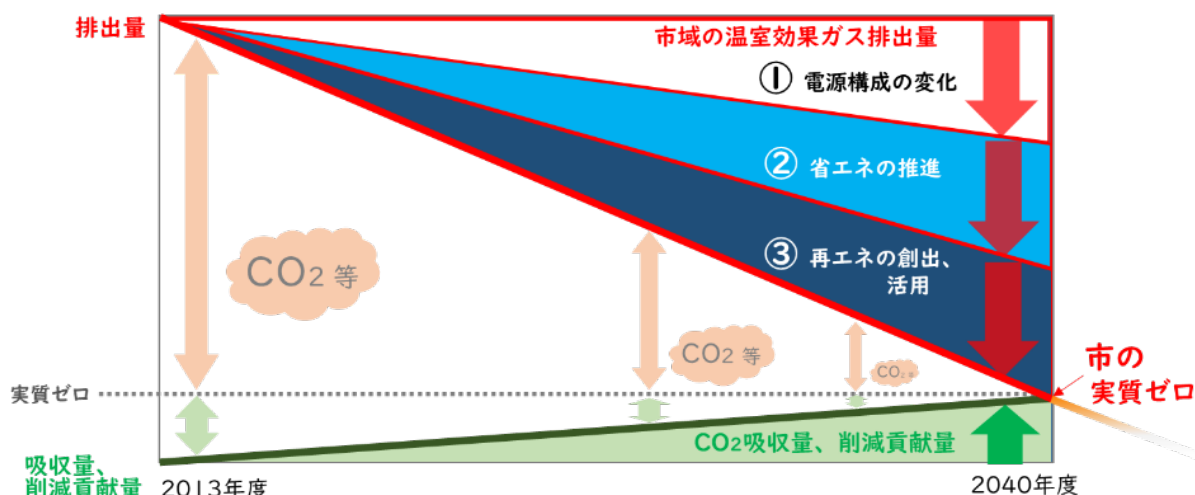 排出量
市域の温室効果ガス排出量
① 電源構成の変化
② 省エネの推進
③ 再エネの創出、
活用
CO2 等
CO2 等
CO2 等
実質ゼロ
市の
実質ゼロ
CO2吸収量、削減貢献量
吸収量、
削減貢献量
2013年度
2040年度